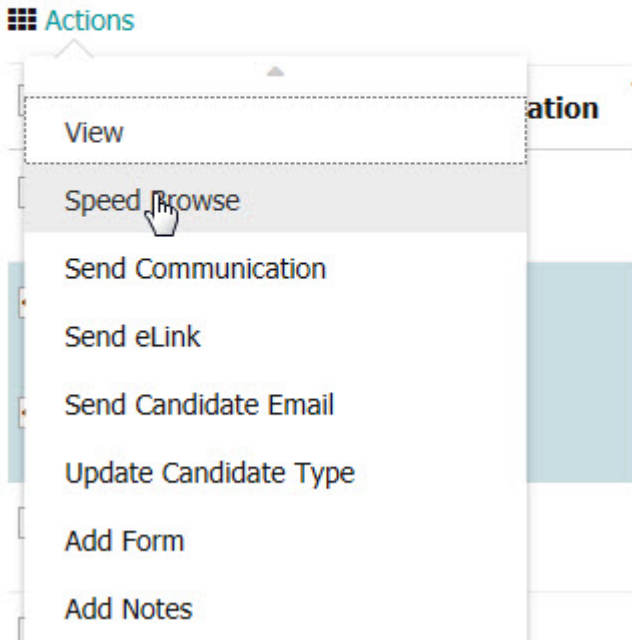 Actions
ation
View
Speed Browse
Send Communication
Send eLink
Send Candidate Email
Update Candidate Type
Add Form
Add Notes